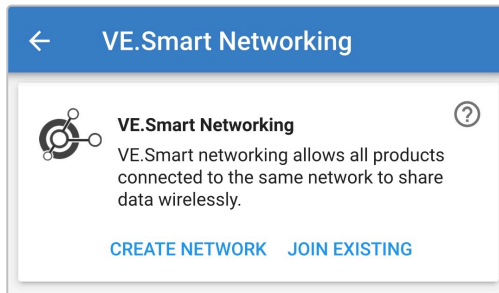 VE.Smart Networking
VE.Smart Networking
VE.Smart networking allows all products
connected to the same network to share
data wirelessly.
CREATE NETWORK JOIN EXISTING